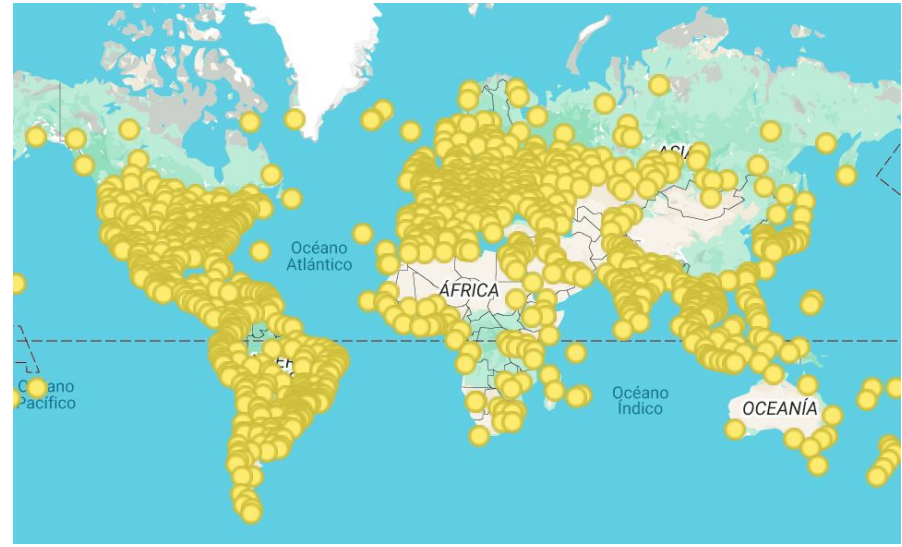 ASIA
Océano
Atlántico
ÁFRICA
Océano
Pacífico
Océano
Índico
OCEANÍA